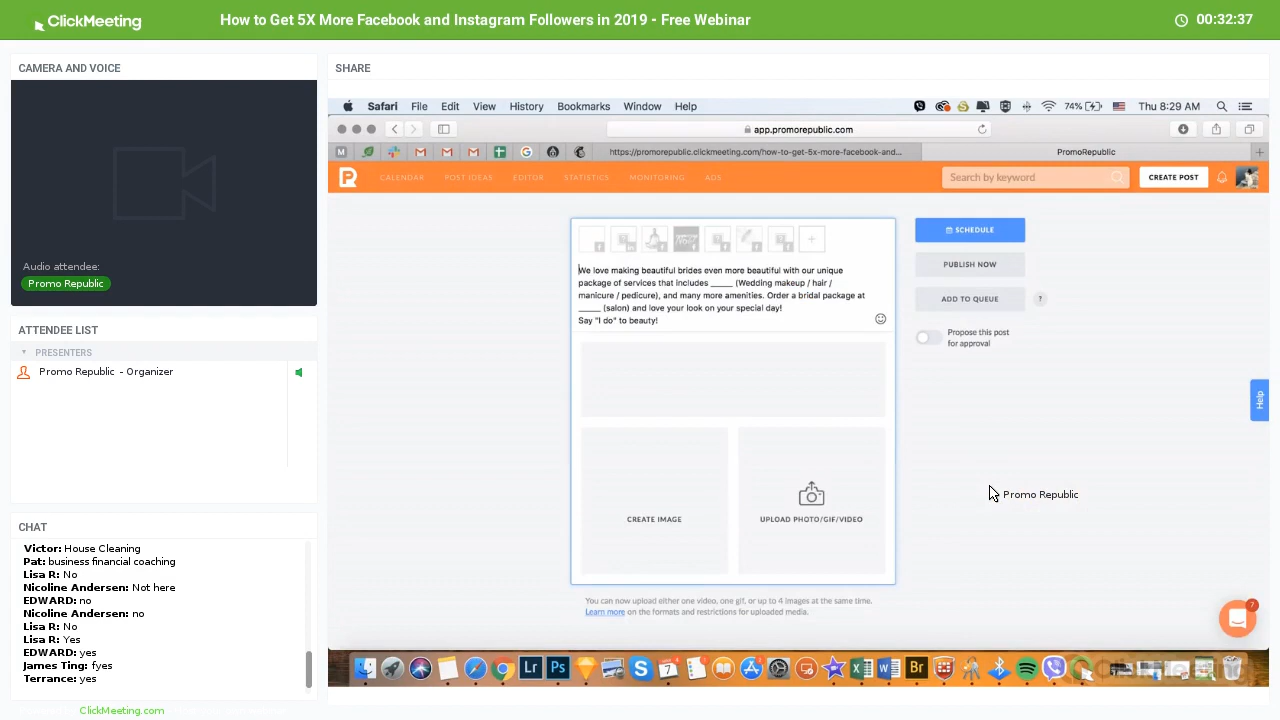 ClickMeeting
How to Get 5X More Facebook and Instagram Followers in 2019 - Free Webinar
00:32:37
CAMERA AND VOICE
Audio attendee:
Promo Republic
ATTENDEE LIST
PRESENTERS
Promo Republic - Organizer
CHAT
Victor: House Cleaning
Pat: business financial coaching
Lisa R: No
Nicoline Andersen: Not here
EDWARD: no
Nicoline Andersen: no
Lisa R: No
Lisa R: Yes
EDWARD: yes
James Ting: fyes
Terrance: yes
ClickMeeting.com
SHARE
Safari File Edit View History Bookmarks Window Help
74%
Thu 8:29 AM
app.promorepublic.com
https://promorepublic.clickmeeting.com/how-to-get-5x-more-facebook-and...
PromoRepublic
CALENDAR POST IDEAS EDITOR STATISTICS MONITORING ADS
Search by keyword
CREATE POST
We love making beautiful brides even more beautiful with our unique
package of services that includes _____ (Wedding makeup / hair /
manicure / pedicure), and many more amenities. Order a bridal package at
_____ (salon) and love your look on your special day!
Say "I do" to beauty!
CREATE IMAGE
UPLOAD PHOTO/GIF/VIDEO
You can now upload either one video, one gif, or up to 4 images at the same time.
Learn more on the formats and restrictions for uploaded media.
SCHEDULE
PUBLISH NOW
ADD TO QUEUE
?
Propose this post
for approval
Help
Promo Republic
7
Lr Ps
7
Br